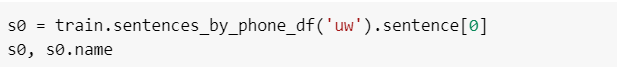 s0 = train.sentences_by_phone_df('uw').sentence[0]
s0, s0.name